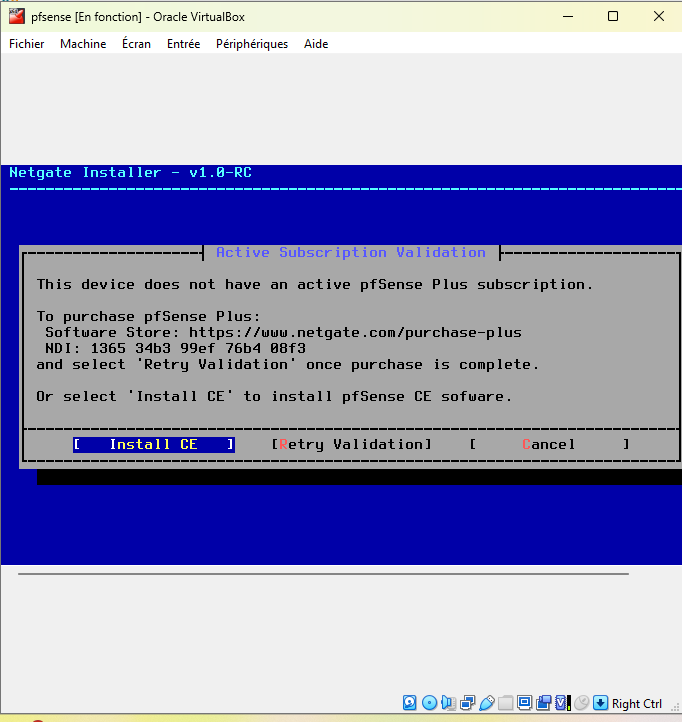 pfsense [En fonction] - Oracle VirtualBox
Fichier Machine Écran Entrée Périphériques Aide
Netgate Installer - v1.0-RC
Active Subscription Validation
This device does not have an active pfSense Plus subscription.
To purchase pfSense Plus:
Software Store: https://www.netgate.com/purchase-plus
NDI: 1365 34b3 99ef 76b4 08f3
and select 'Retry Validation' once purchase is complete.
Or select 'Install CE' to install pfSense CE sofware.
[ Install CE ] [Retry Validation] [ Cancel ]
Right Ctrl